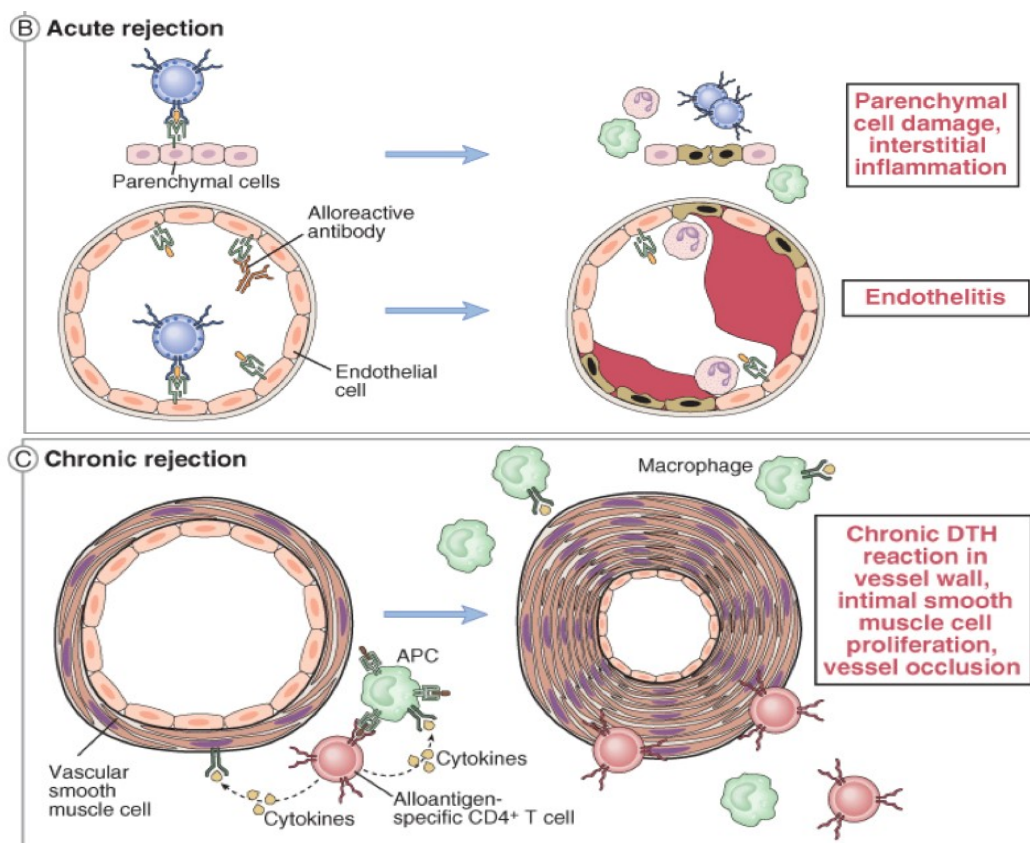 B Acute rejection
Parenchymal cells
Parenchymal
cell damage,
interstitial
inflammation
Alloreactive
antibody
Endothelial
cell
Endothelitis
C Chronic rejection
Macrophage
APC
Cytokines
Vascular
smooth
muscle cell
Cytokines
Alloantigen-
specific CD4⁺ T cell
Chronic DTH
reaction in
vessel wall,
intimal smooth
muscle cell
proliferation,
vessel occlusion